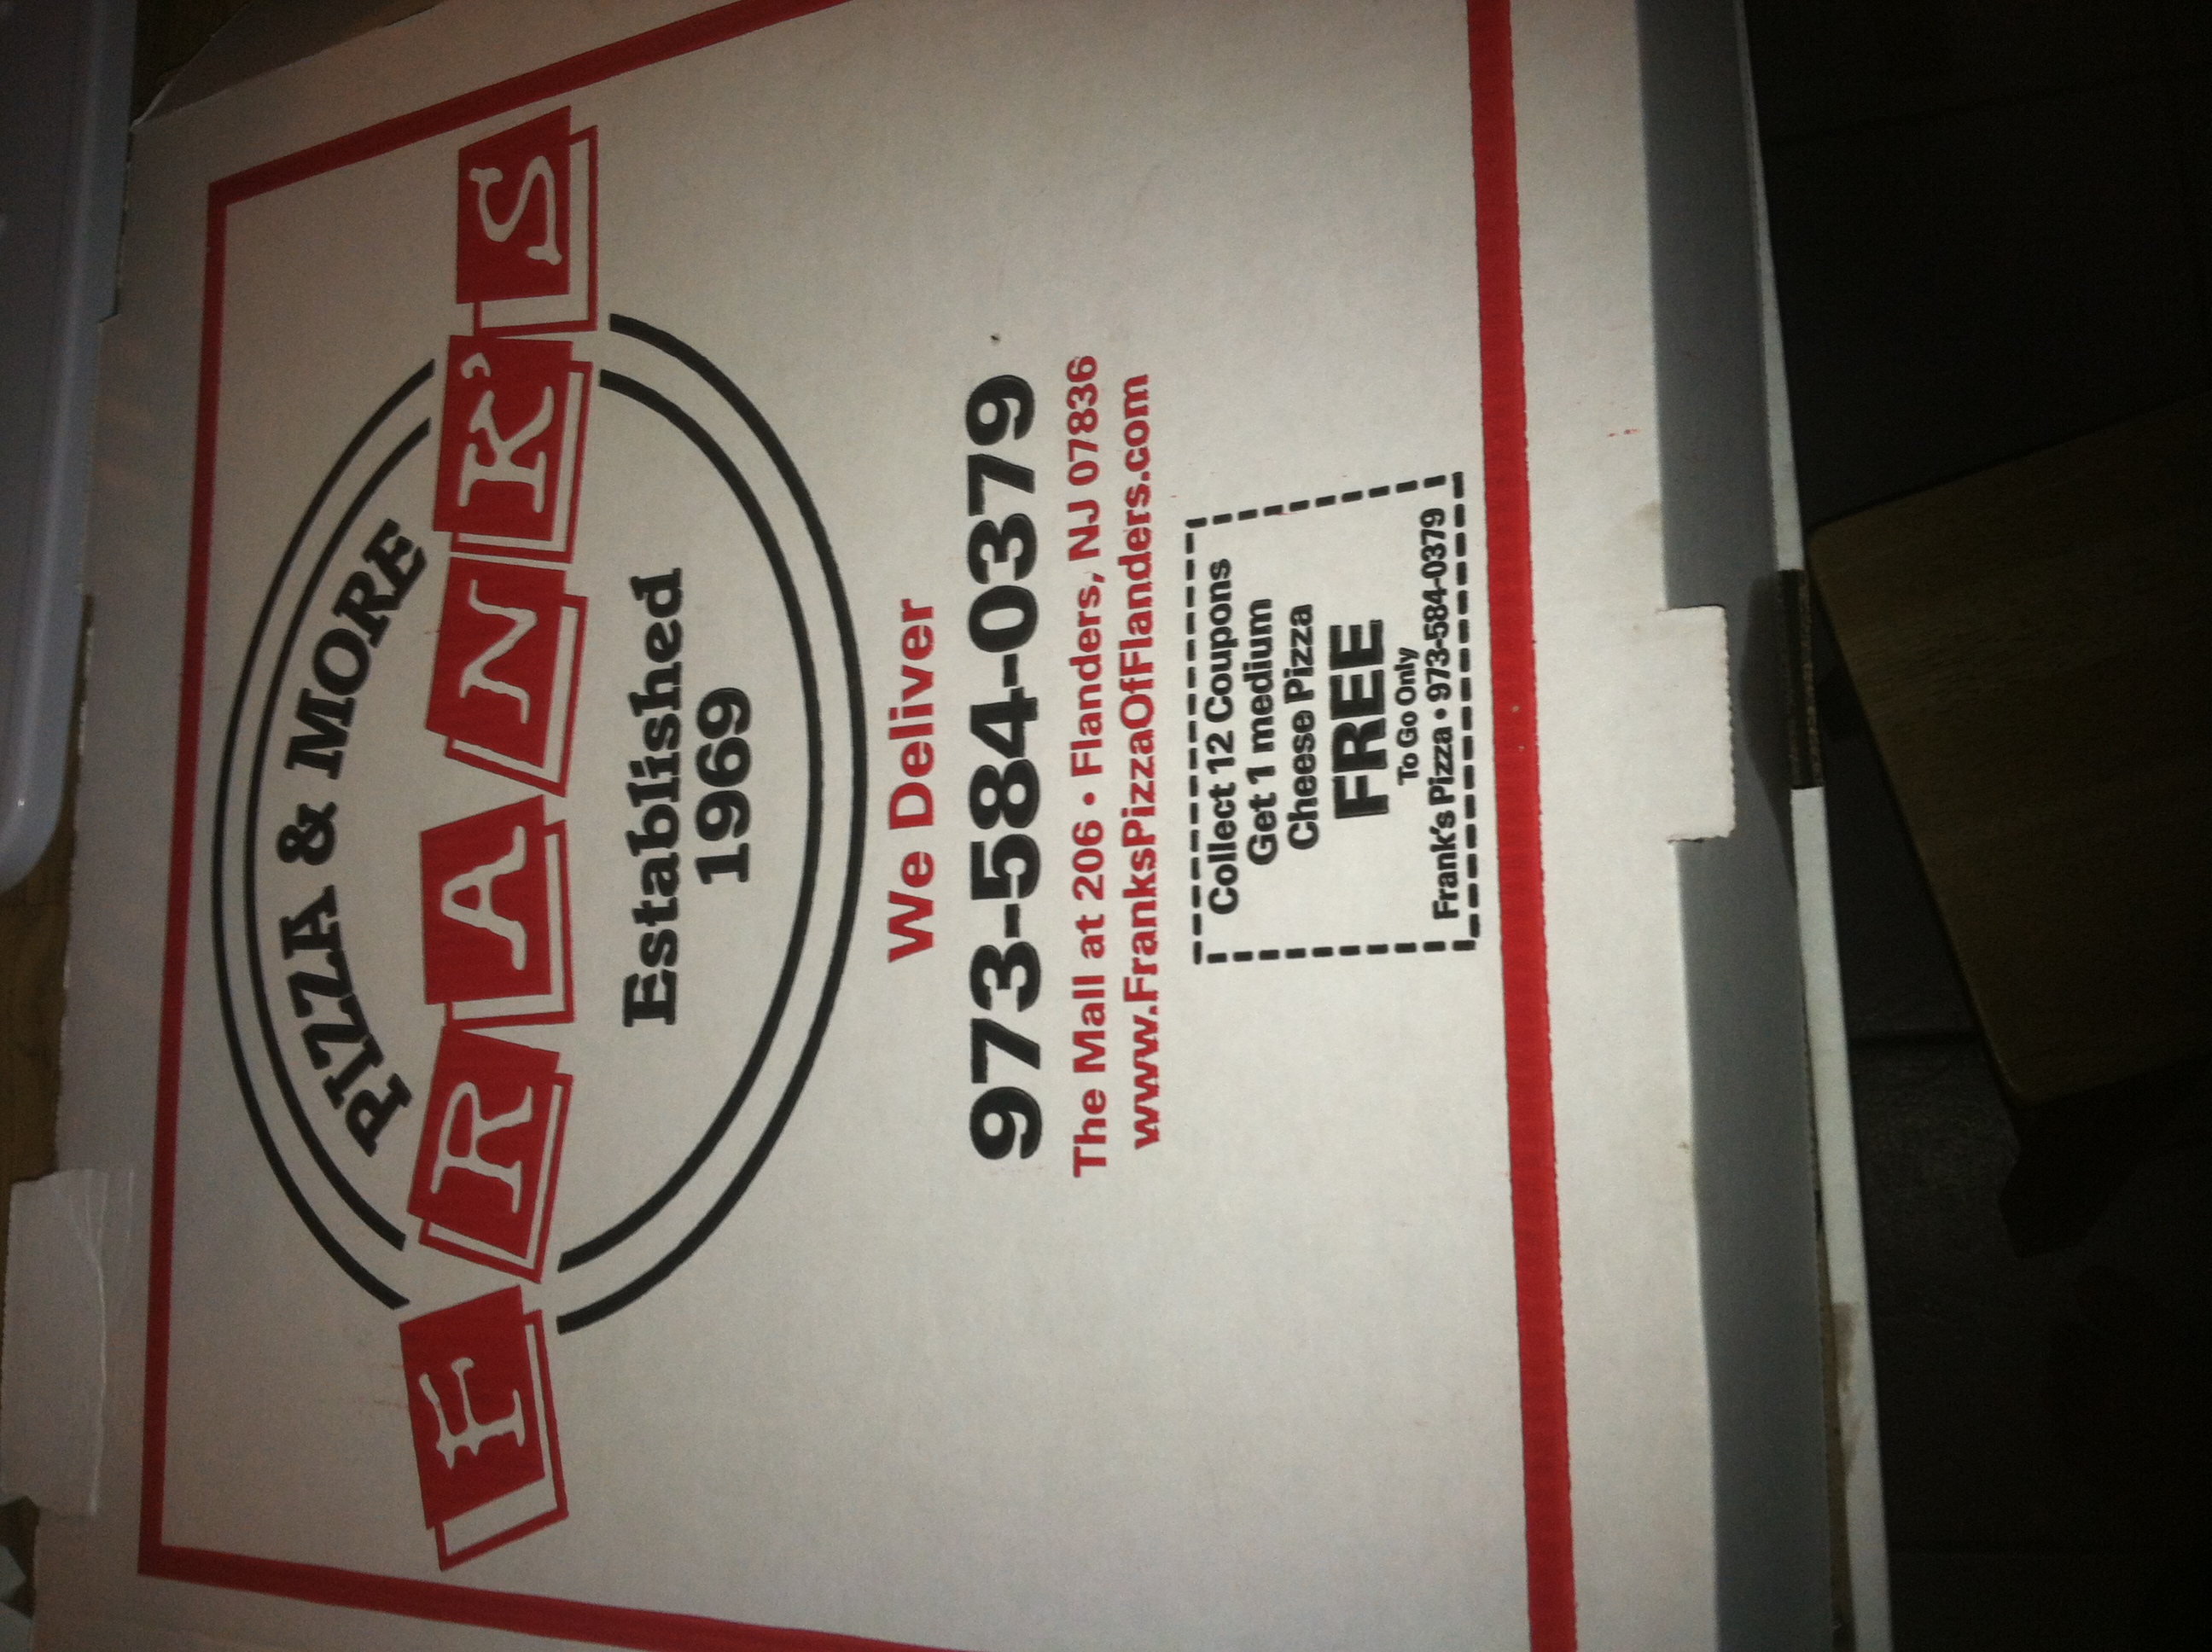 PIZZA & MORE
FRANK'S
Established
1969
We Deliver
973-584-0379
The Mall at 206 • Flanders, NJ 07836
www.FranksPizzaOfFlanders.com
Collect 12 Coupons
Get 1 medium
Cheese Pizza
FREE
To Go Only
Frank's Pizza • 973-584-0379